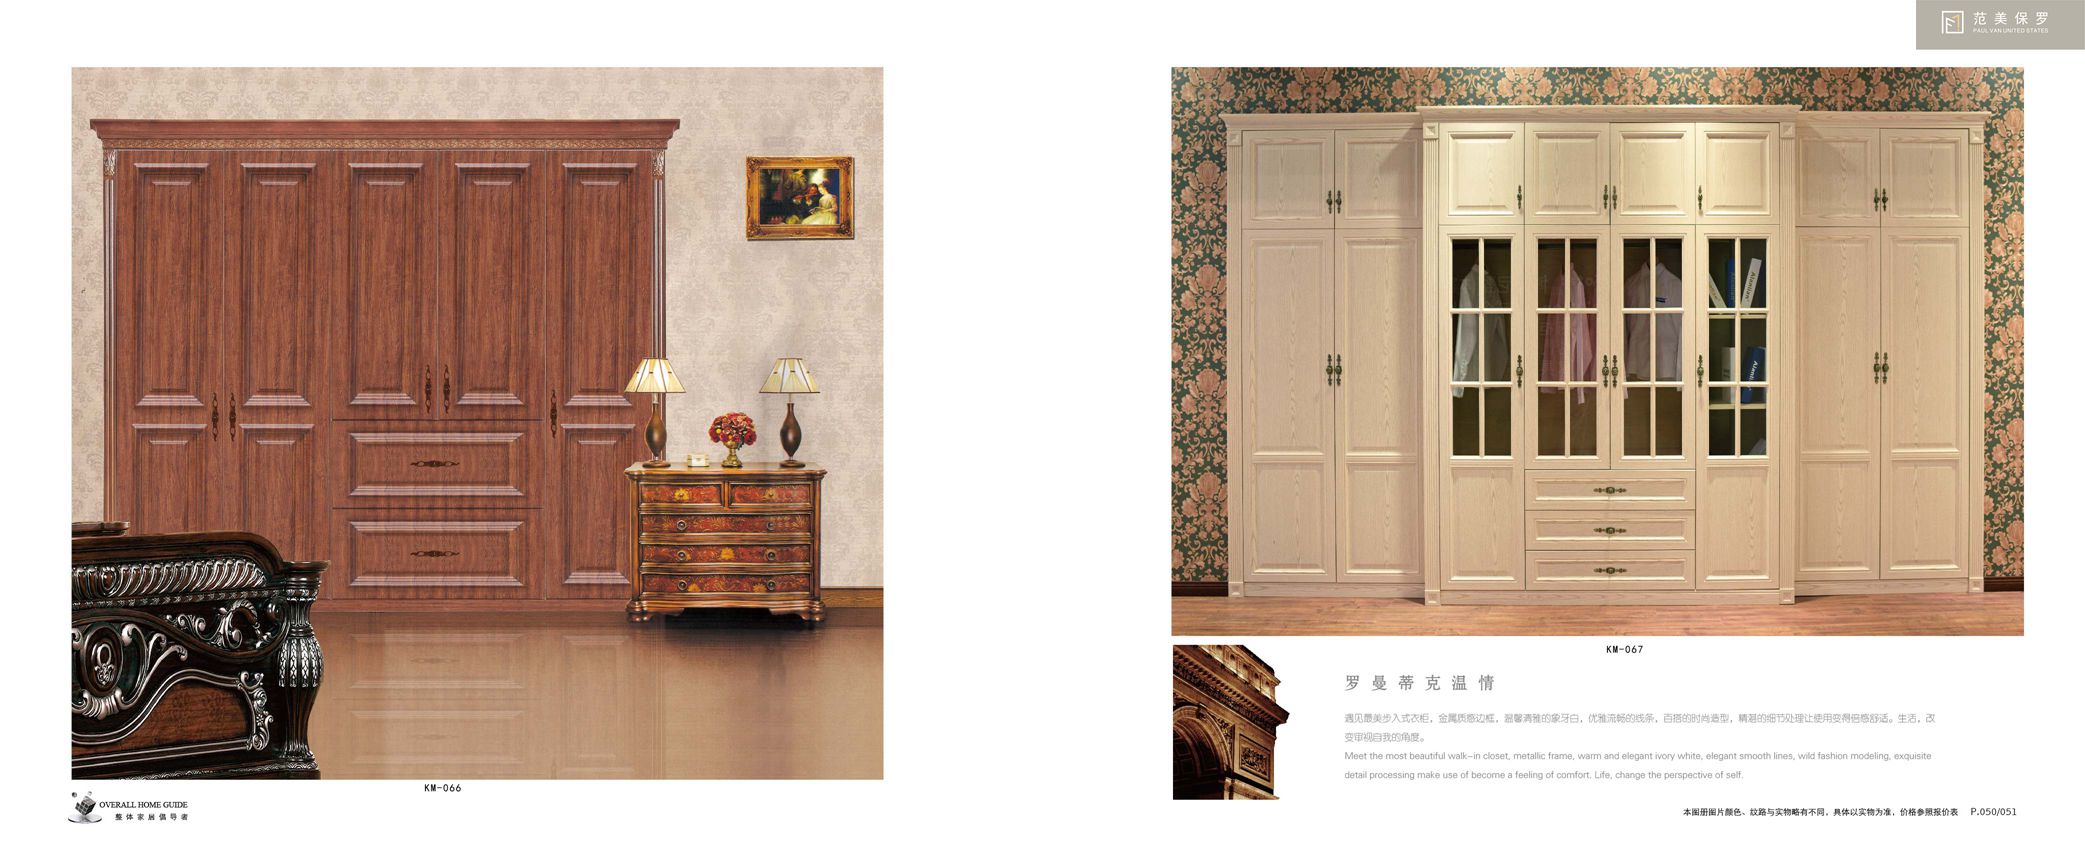 范美保罗
PAUL VAN UNITED STATES
KM-066
OVERALL HOME GUIDE
整体家居倡导者
KM-067
罗曼蒂克温情
遇见最美步入式衣柜，金属质感边框，温馨清雅的象牙白，优雅流畅的线条，百搭的时尚造型，精湛的细节处理让使用变得倍感舒适。生活，改
变审视自我的角度。
Meet the most beautiful walk-in closet, metallic frame, warm and elegant ivory white, elegant smooth lines, wild fashion modeling, exquisite
detail processing make use of become a feeling of comfort. Life, change the perspective of self.
本图册图片颜色、纹路与实物略有不同，具体以实物为准，价格参照报价表 P.050/051